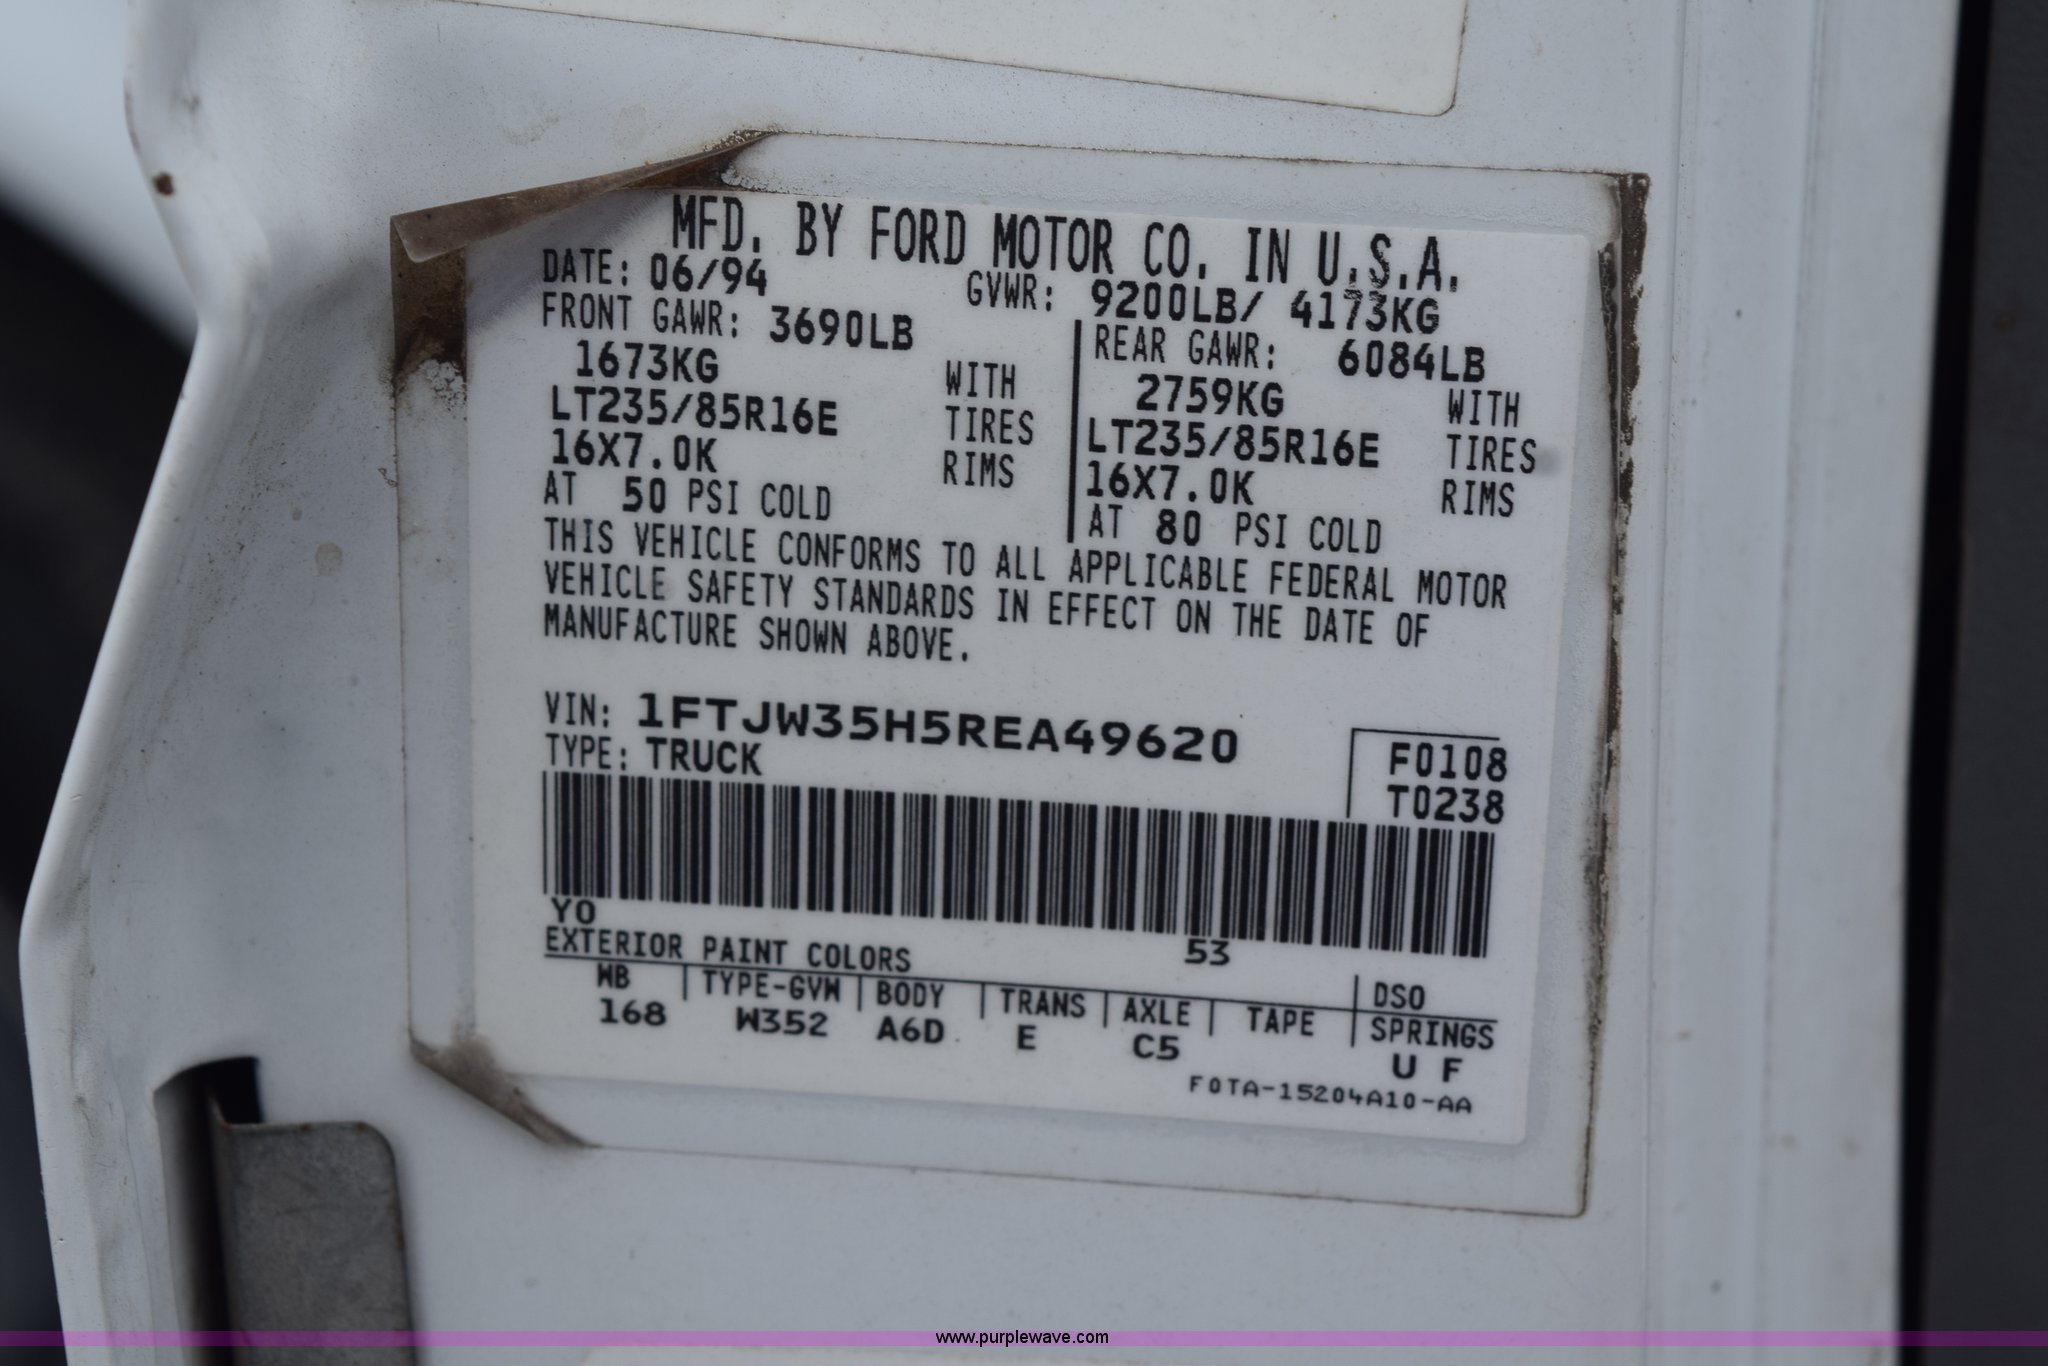 MFD. BY FORD MOTOR CO. IN U.S.A.
DATE: 06/94 GVWR: 9200LB/ 4173KG
FRONT GAWR: 3690LB REAR GAWR: 6084LB
1673KG WITH 2759KG WITH
LT235/85R16E TIRES LT235/85R16E TIRES
16X7.0K RIMS 16X7.0K RIMS
AT 50 PSI COLD AT 80 PSI COLD
THIS VEHICLE CONFORMS TO ALL APPLICABLE FEDERAL MOTOR
VEHICLE SAFETY STANDARDS IN EFFECT ON THE DATE OF
MANUFACTURE SHOWN ABOVE.
VIN: 1FTJW35H5REA49620 F0108
TYPE: TRUCK T0238
YO
EXTERIOR PAINT COLORS 53 DSO
WB TYPE-GVW BODY TRANS AXLE TAPE SPRINGS
168 W352 A6D E C5 U F
F0TA-15204A10-AA
www.purplewave.com